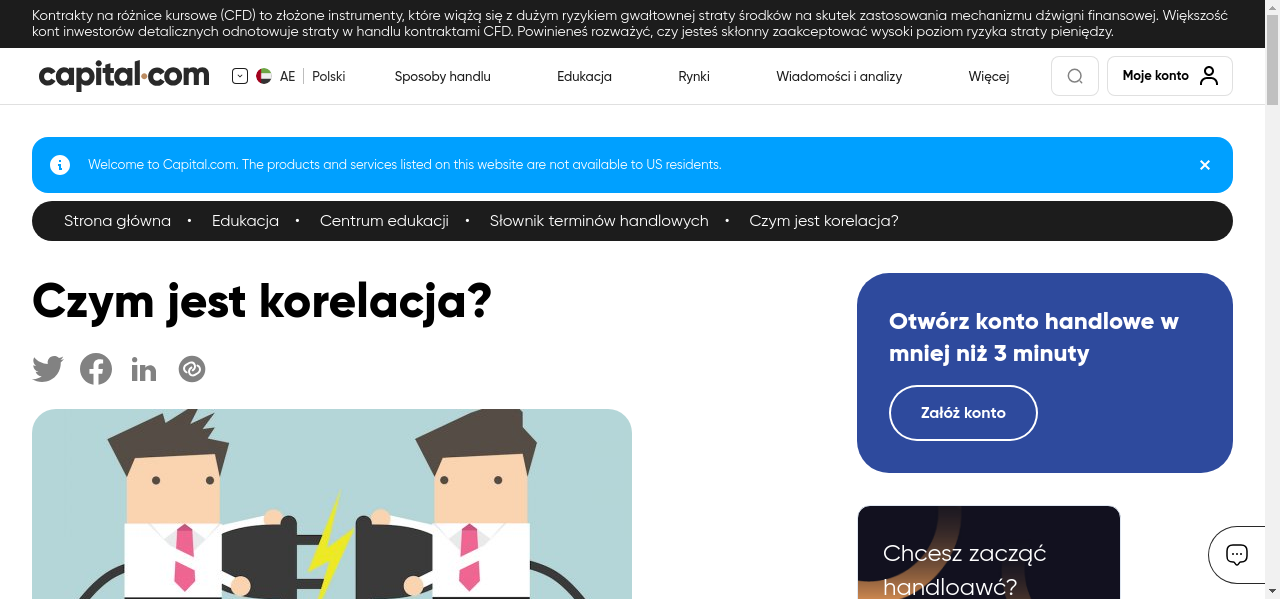 Kontrakty na różnice kursowe (CFD) to złożone instrumenty, które wiążą się z dużym ryzykiem gwałtownej straty środków na skutek zastosowania mechanizmu dźwigni finansowej. Większość
kont inwestorów detalicznych odnotowuje straty w handlu kontraktami CFD. Powinieneś rozważyć, czy jesteś skłonny zaakceptować wysoki poziom ryzyka straty pieniędzy.
capital.com AE Polski Sposoby handlu Edukacja Rynki Wiadomości i analizy Więcej Moje konto
Welcome to Capital.com. The products and services listed on this website are not available to US residents.
Strona główna • Edukacja • Centrum edukacji • Słownik terminów handlowych • Czym jest korelacja?
Czym jest korelacja?
Otwórz konto handlowe w
mniej niż 3 minuty
Załóż konto
Chcesz zacząć
handloawć?